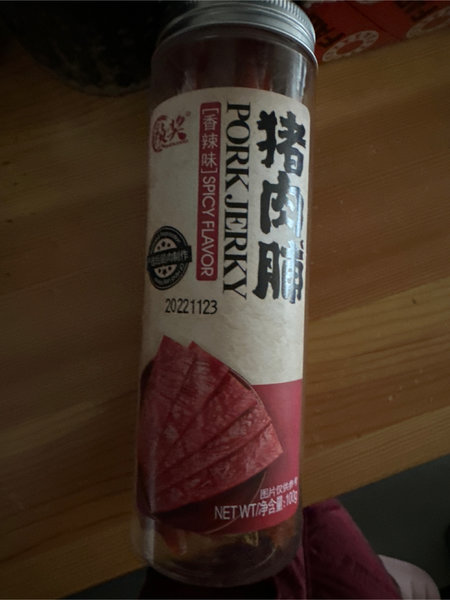 猪肉脯
PORK JERKY
[香辣味] SPICY FLAVOR
20221123
图片仅供参考
NET WT/净含量: 100g